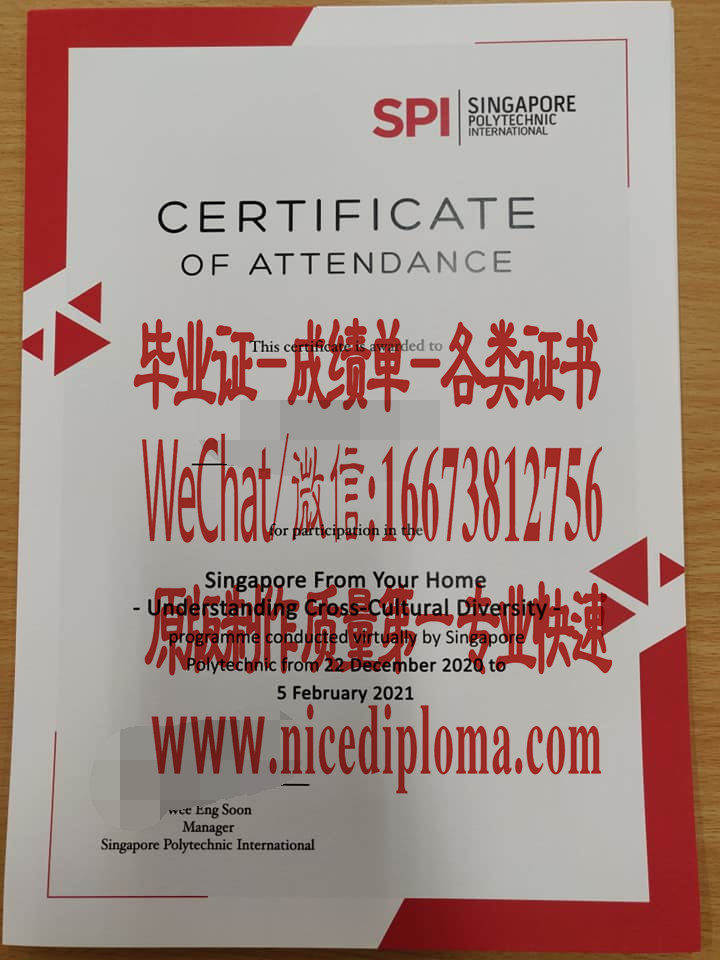 SPI SINGAPORE
POLYTECHNIC
INTERNATIONAL
CERTIFICATE
OF ATTENDANCE
This certificate is awarded to
毕业证一成绩单一各类证书
WeChat/微信:16673812756
for participation in the
Singapore From Your Home
- Understanding Cross-Cultural Diversity -
原版制作质量第一专业快速
programme conducted virtually by Singapore
Polytechnic from 22 December 2020 to
5 February 2021
www.nicediploma.com
Wee Eng Soon
Manager
Singapore Polytechnic International